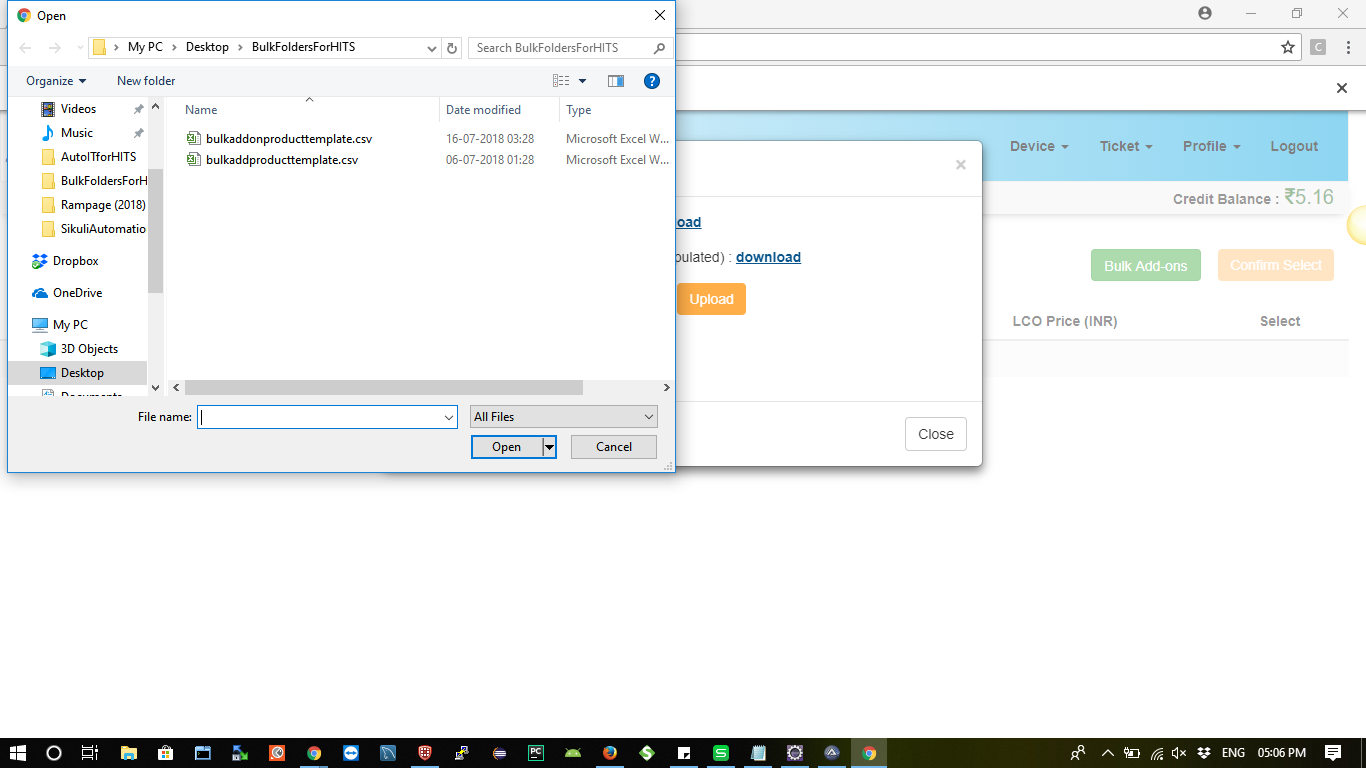 Open
My PC > Desktop > BulkFoldersForHITS
Search BulkFoldersForHITS
Organize
New folder
Videos
Music
AutoITforHITS
BulkFoldersForH
Rampage (2018)
SikuliAutomatio
Dropbox
OneDrive
My PC
3D Objects
Desktop
Documents
Name Date modified Type
bulkaddonproducttemplate.csv 16-07-2018 03:28 Microsoft Excel W...
bulkaddproducttemplate.csv 06-07-2018 01:28 Microsoft Excel W...
File name:
All Files
Open
Cancel
C
Device Ticket Profile Logout
Credit Balance : ₹5.16
×
load
pulated) : download
Upload
Close
Bulk Add-ons
Confirm Select
LCO Price (INR) Select
PC
S
S
ENG 05:06 PM